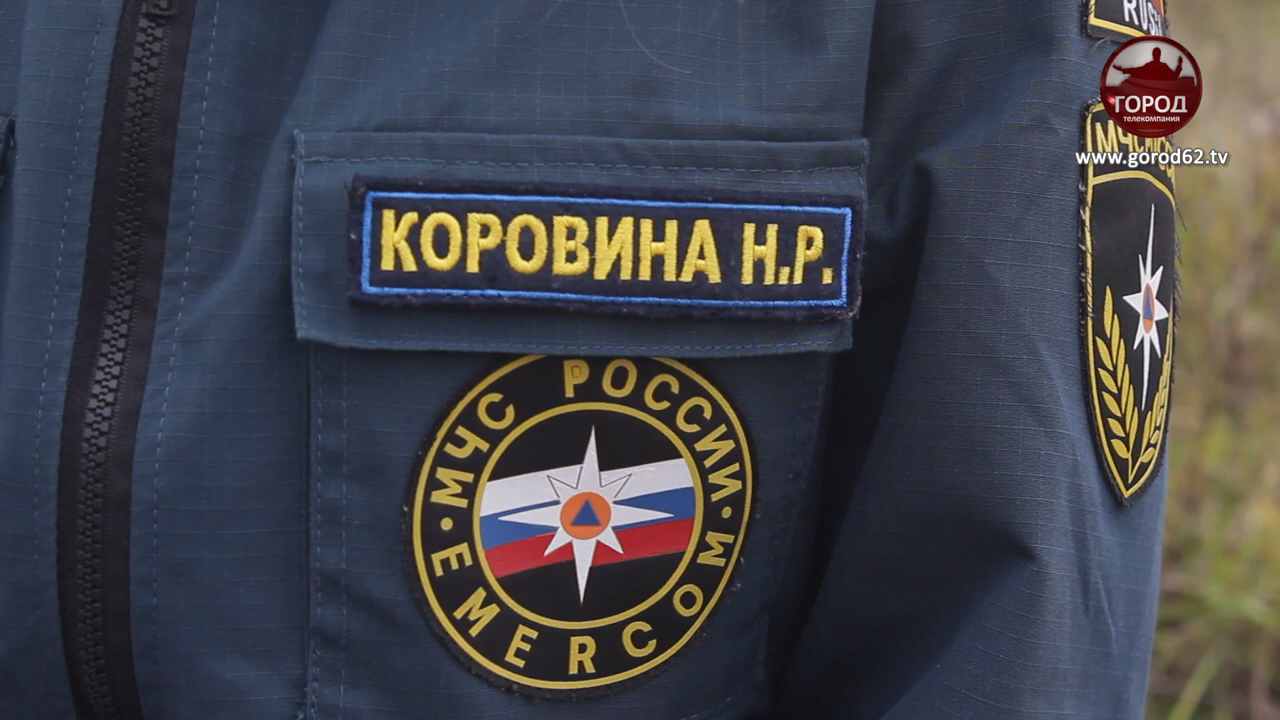 ГОРОД
телекомпания
www.gorod62.tv
КОРОВИНА Н.Р.
МЧС РОССИИ
EMERCOM